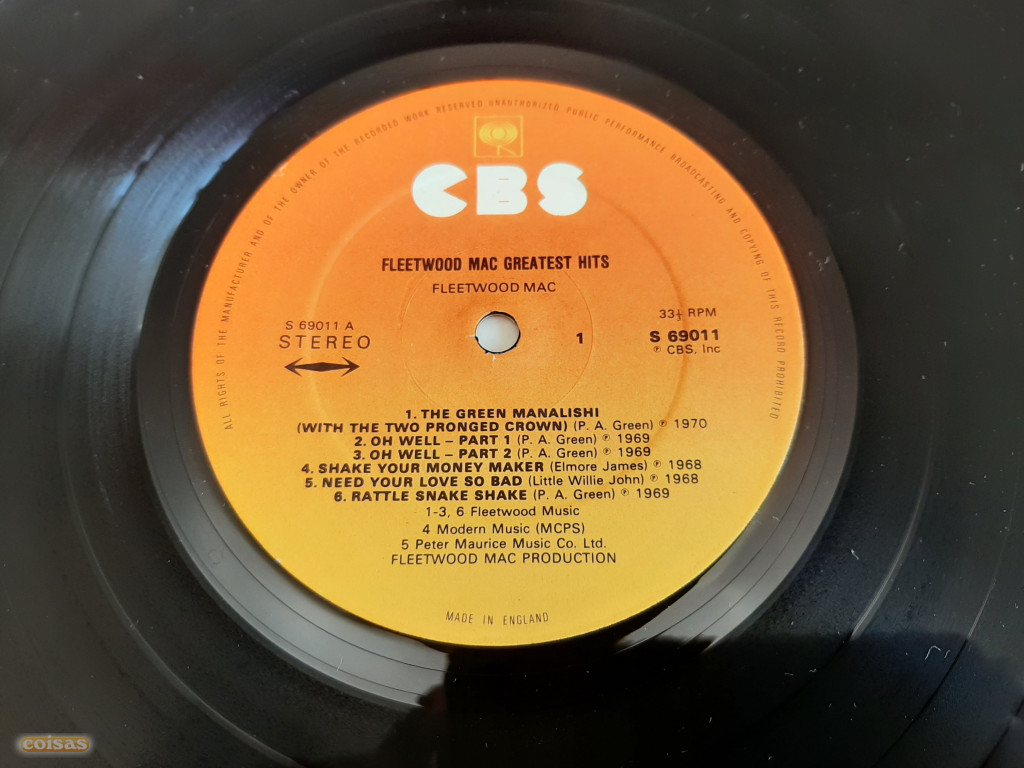 ALL RIGHTS OF THE MANUFACTURER AND OF THE OWNER OF THE RECORDED WORK RESERVED UNAUTHORIZED PUBLIC PERFORMANCE BROADCASTING AND COPYING OF THIS RECORD PROHIBITED
CBS
FLEETWOOD MAC GREATEST HITS
FLEETWOOD MAC
S 69011 A
STEREO
1
33⅓ RPM
S 69011
℗ CBS, Inc
1. THE GREEN MANALISHI
(WITH THE TWO PRONGED CROWN) (P. A. Green) ℗ 1970
2. OH WELL – PART 1 (P. A. Green) ℗ 1969
3. OH WELL – PART 2 (P. A. Green) ℗ 1969
4. SHAKE YOUR MONEY MAKER (Elmore James) ℗ 1968
5. NEED YOUR LOVE SO BAD (Little Willie John) ℗ 1968
6. RATTLE SNAKE SHAKE (P. A. Green) ℗ 1969
1-3, 6 Fleetwood Music
4 Modern Music (MCPS)
5 Peter Maurice Music Co. Ltd.
FLEETWOOD MAC PRODUCTION
MADE IN ENGLAND
coisas